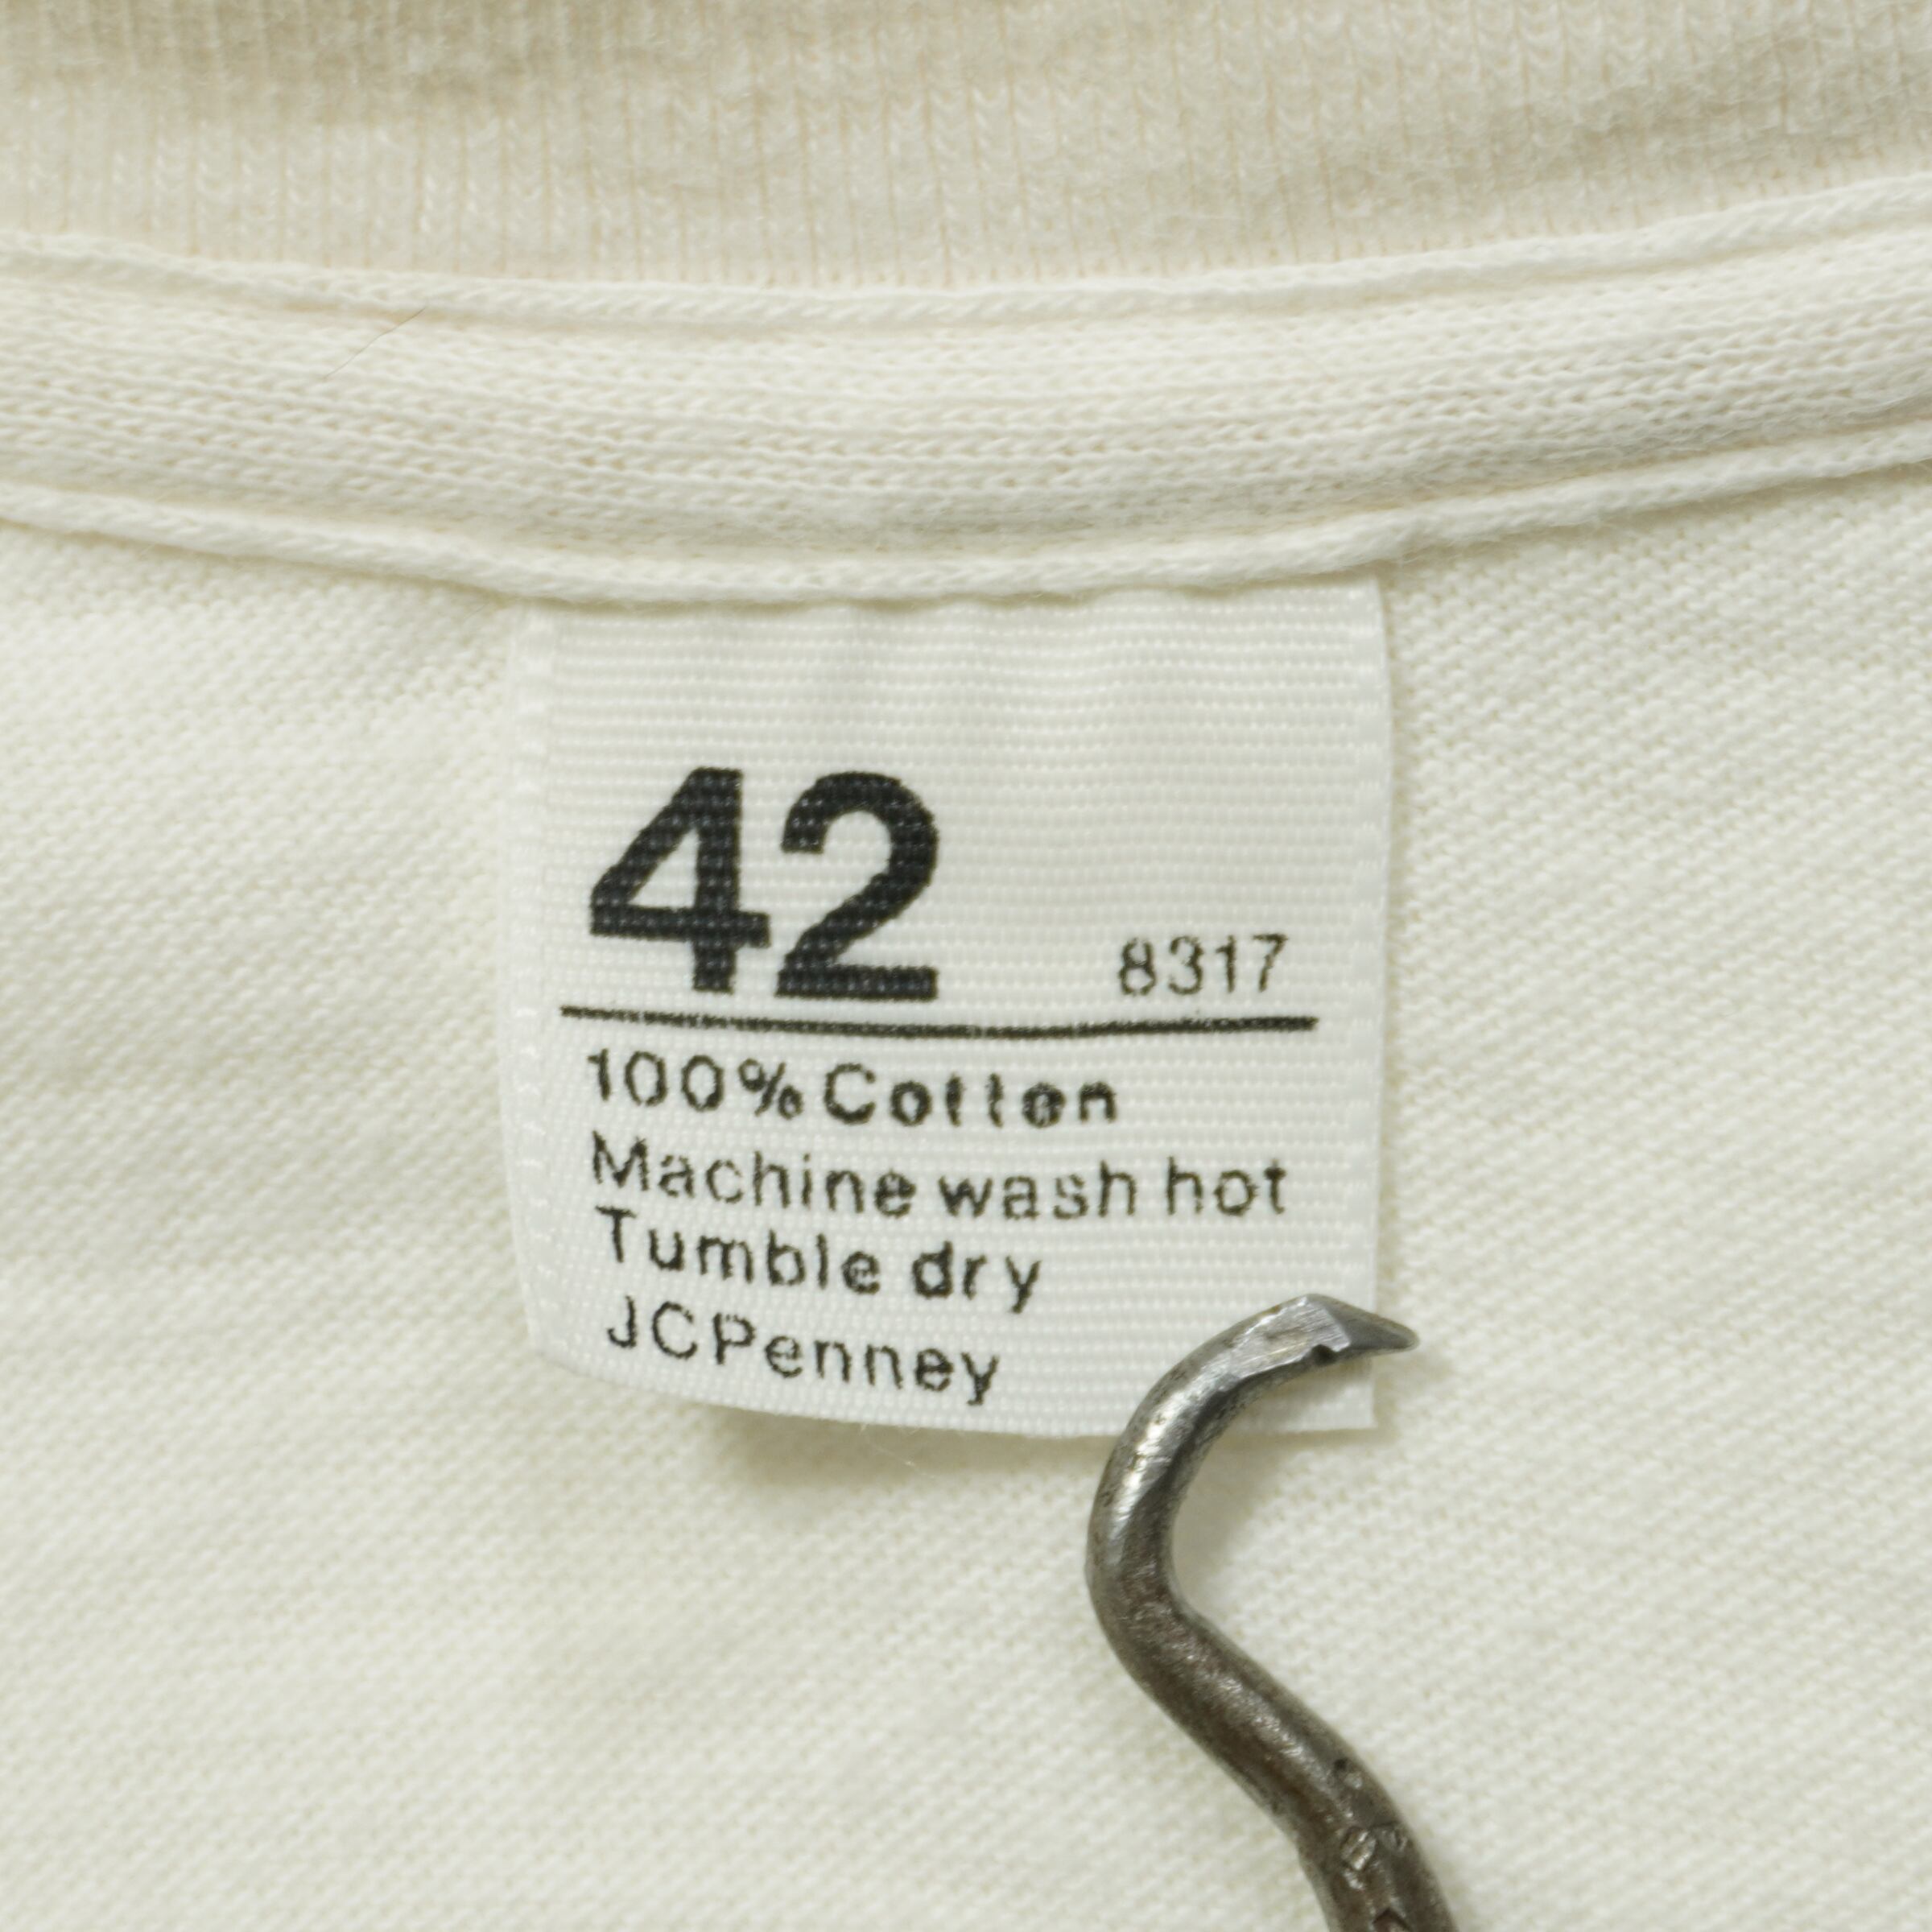 42 8317
100% Cotton
Machine wash hot
Tumble dry
JCPenney